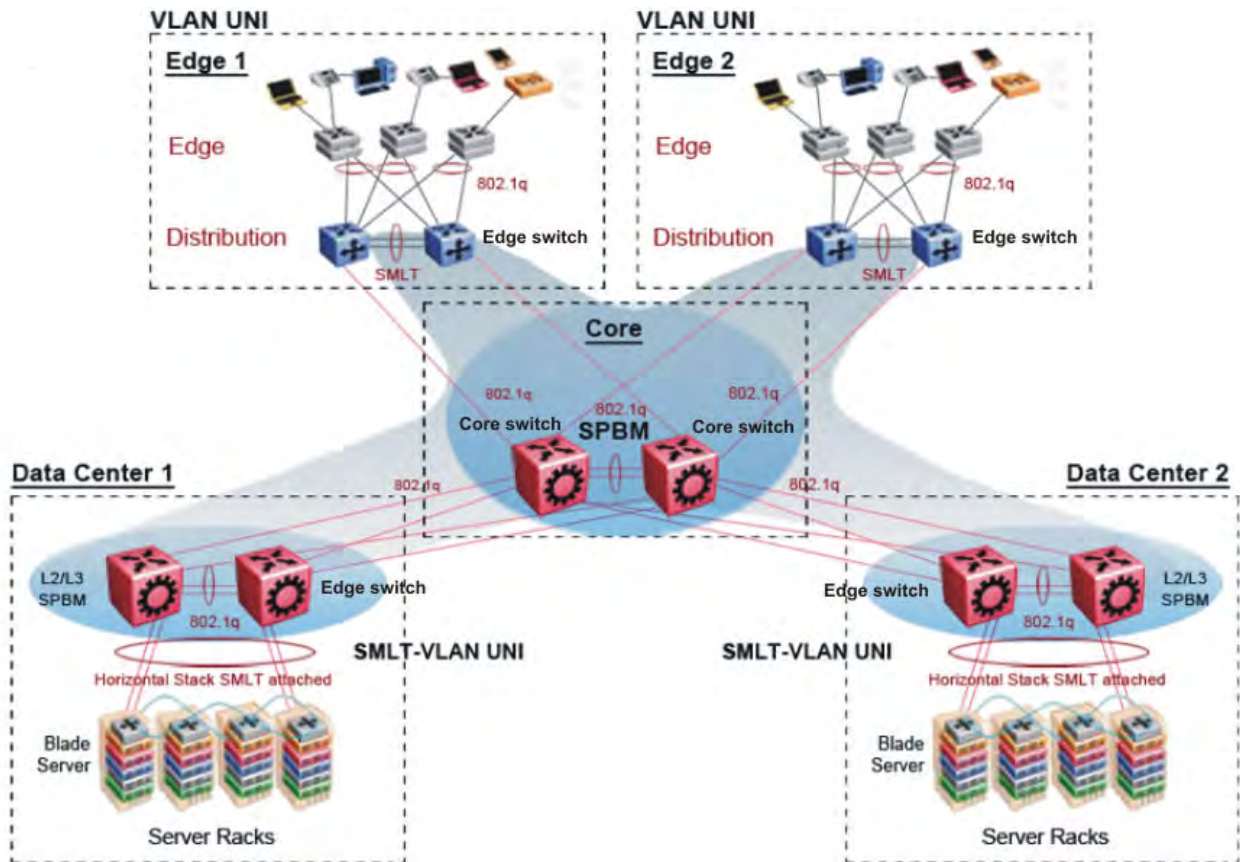 VLAN UNI
VLAN UNI
Edge 1
Edge
802.1q
Distribution
Edge switch
SMLT
Edge 2
Edge
802.1q
Distribution
Edge switch
SMLT
Core
802.1q
802.1q
802.1q
Core switch
SPBM
Core switch
Data Center 1
802.1q
L2/L3
SPBM
Edge switch
802.1q
SMLT-VLAN UNI
Horizontal Stack SMLT attached
Blade
Server
Server Racks
Data Center 2
802.1q
Edge switch
L2/L3
SPBM
802.1q
SMLT-VLAN UNI
Horizontal Stack SMLT attached
Blade
Server
Server Racks